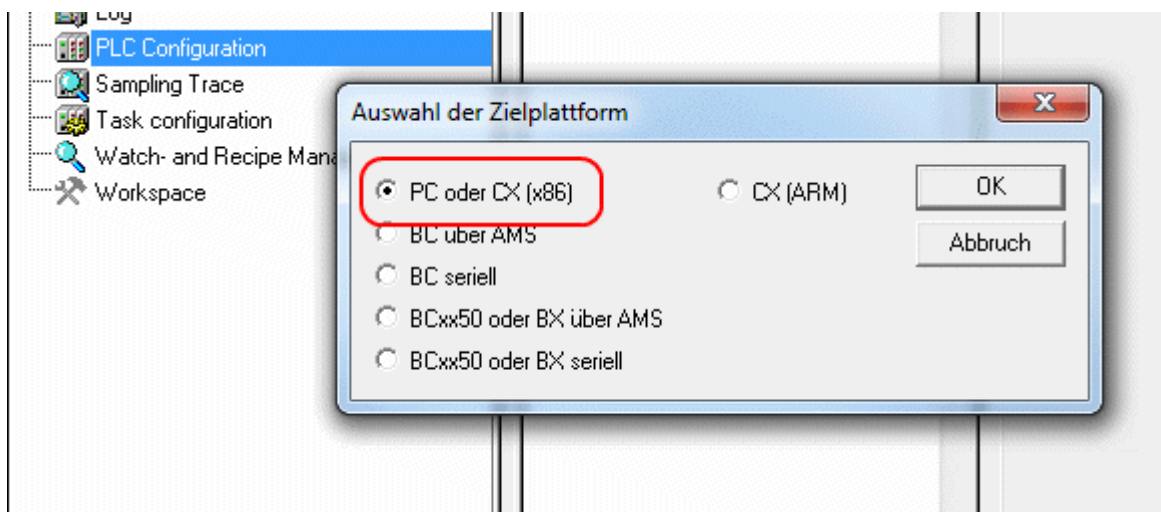 Log
PLC Configuration
Sampling Trace
Task configuration
Watch- and Recipe Mana
Workspace
Auswahl der Zielplattform
PC oder CX (x86)
CX (ARM)
OK
BC über AMS
Abbruch
BC seriell
BCxx50 oder BX über AMS
BCxx50 oder BX seriell